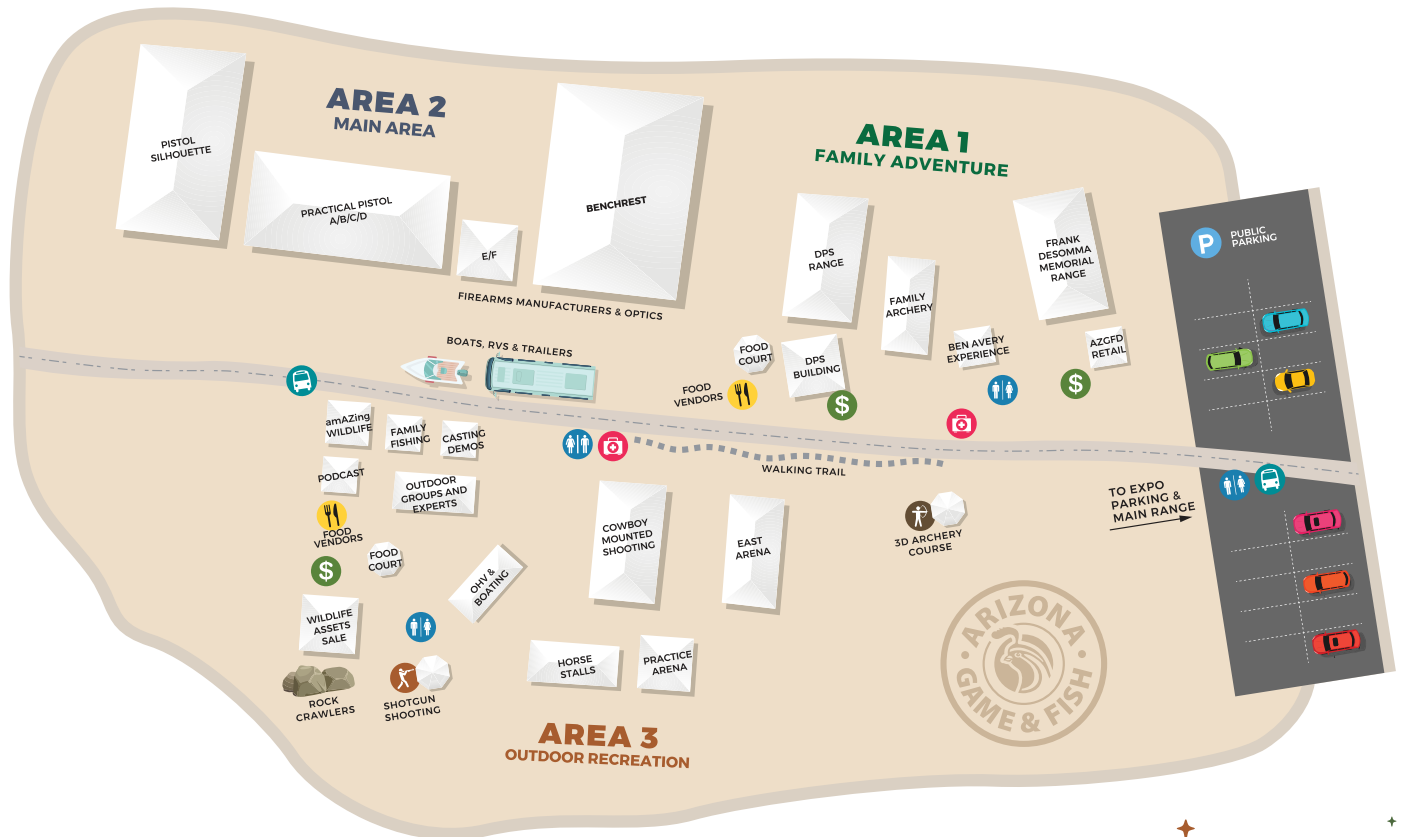 AREA 2
MAIN AREA
PISTOL
SILHOUETTE
PRACTICAL PISTOL
A/B/C/D
E/F
BENCHREST
FIREARMS MANUFACTURERS & OPTICS
BOATS, RVS & TRAILERS
AREA 1
FAMILY ADVENTURE
DPS
RANGE
FAMILY
ARCHERY
FRANK
DESOMMA
MEMORIAL
RANGE
FOOD
COURT
DPS
BUILDING
BEN AVERY
EXPERIENCE
AZGFD
RETAIL
FOOD
VENDORS
$
$
P
PUBLIC
PARKING
amAZing
WILDLIFE
FAMILY
FISHING
CASTING
DEMOS
PODCAST
OUTDOOR
GROUPS AND
EXPERTS
FOOD
VENDORS
$
FOOD
COURT
WILDLIFE
ASSETS
SALE
OHV &
BOATING
ROCK
CRAWLERS
SHOTGUN
SHOOTING
WALKING TRAIL
COWBOY
MOUNTED
SHOOTING
EAST
ARENA
HORSE
STALLS
PRACTICE
ARENA
3D ARCHERY
COURSE
TO EXPO
PARKING &
MAIN RANGE
AREA 3
OUTDOOR RECREATION
ARIZONA
GAME & FISH